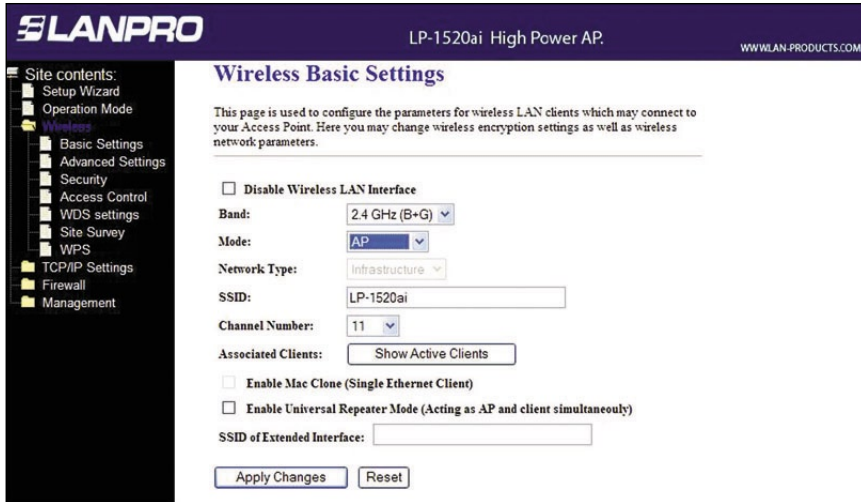 LANPRO
LP-1520ai High Power AP.
WWW.LAN-PRODUCTS.COM
Site contents:
Setup Wizard
Operation Mode
Wireless
Basic Settings
Advanced Settings
Security
Access Control
WDS settings
Site Survey
WPS
TCP/IP Settings
Firewall
Management
Wireless Basic Settings
This page is used to configure the parameters for wireless LAN clients which may connect to
your Access Point. Here you may change wireless encryption settings as well as wireless
network parameters.
Disable Wireless LAN Interface
Band: 2.4 GHz (B+G)
Mode: AP
Network Type: Infrastructure
SSID: LP-1520ai
Channel Number: 11
Associated Clients: Show Active Clients
Enable Mac Clone (Single Ethernet Client)
Enable Universal Repeater Mode (Acting as AP and client simultaneouly)
SSID of Extended Interface:
Apply Changes Reset